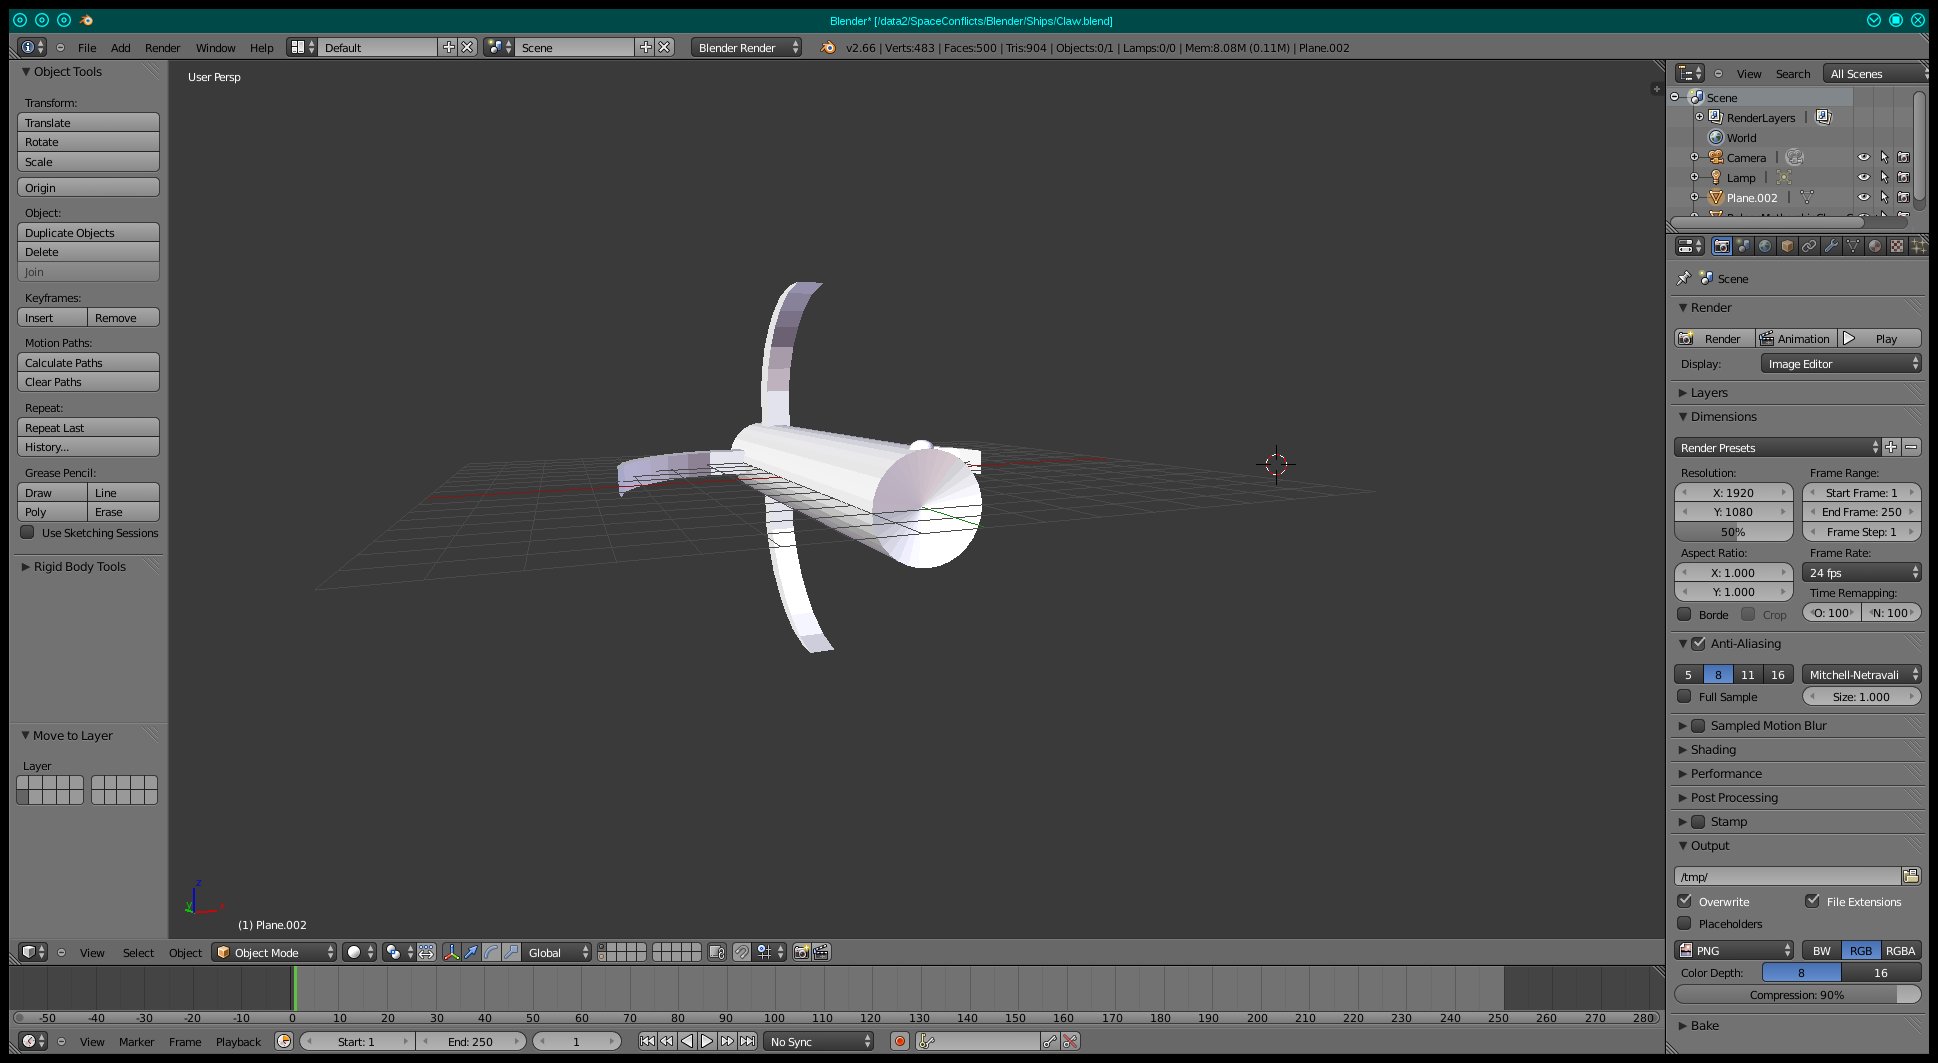 Blender* [/data2/SpaceConflicts/Blender/Ships/Claw.blend]
File Add Render Window Help Default Scene Blender Render v2.66 | Verts:483 | Faces:500 | Tris:904 | Objects:0/1 | Lamps:0/0 | Mem:8.08M (0.11M) | Plane.002
Object Tools
Transform:
Translate
Rotate
Scale
Origin
Object:
Duplicate Objects
Delete
Join
Keyframes:
Insert Remove
Motion Paths:
Calculate Paths
Clear Paths
Repeat:
Repeat Last
History...
Grease Pencil:
Draw Line
Poly Erase
Use Sketching Sessions
Rigid Body Tools
Move to Layer
Layer
User Persp
z
y x
(1) Plane.002
View Search All Scenes
Scene
RenderLayers |
World
Camera |
Lamp |
Plane.002 |
Scene
Render
Render Animation Play
Display: Image Editor
Layers
Dimensions
Render Presets
Resolution: Frame Range:
X: 1920 Start Frame: 1
Y: 1080 End Frame: 250
50% Frame Step: 1
Aspect Ratio: Frame Rate:
X: 1.000 24 fps
Y: 1.000 Time Remapping:
Borde Crop O: 100 N: 100
Anti-Aliasing
5 8 11 16 Mitchell-Netravali
Full Sample Size: 1.000
Sampled Motion Blur
Shading
Performance
Post Processing
Stamp
Output
/tmp/
Overwrite File Extensions
Placeholders
PNG BW RGB RGBA
Color Depth: 8 16
Compression: 90%
Bake
View Select Object Object Mode Global
-50 -40 -30 -20 -10 0 10 20 30 40 50 60 70 80 90 100 110 120 130 140 150 160 170 180 190 200 210 220 230 240 250 260 270 280
View Marker Frame Playback Start: 1 End: 250 1 No Sync